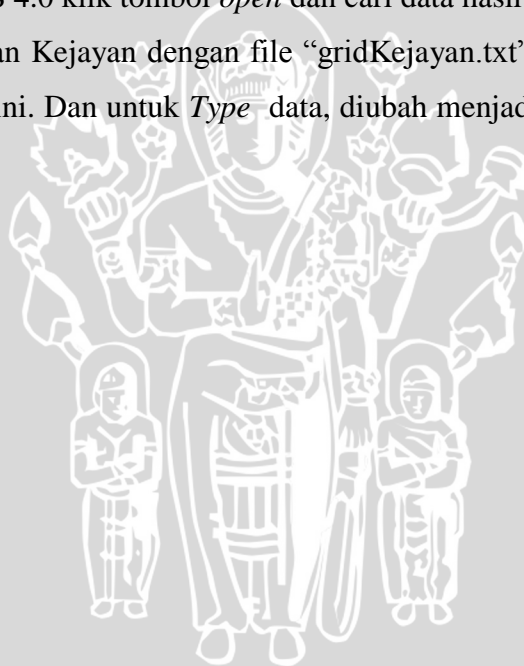 4.0 klik tombol open dan cari data hasil
an Kejayan dengan file “gridKejayan.txt”
ini. Dan untuk Type data, diubah menjad